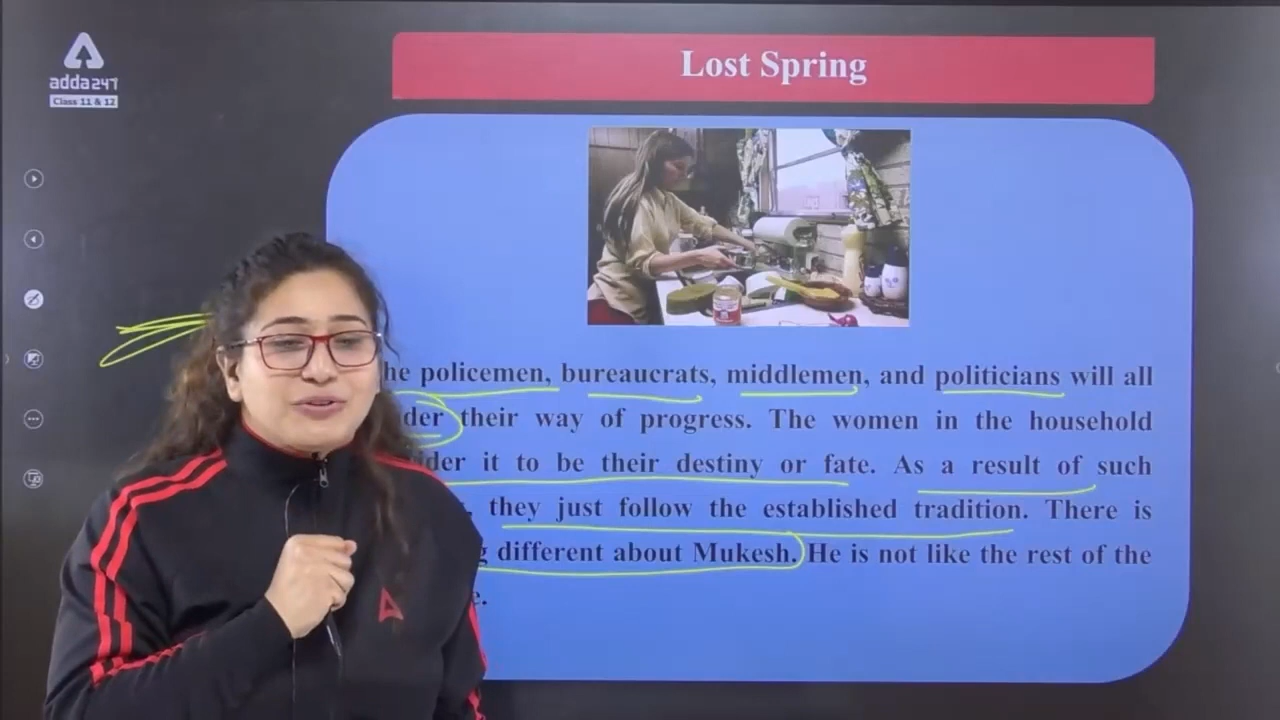 adda247
Class 11 & 12
Lost Spring
he policemen, bureaucrats, middlemen, and politicians will all
der their way of progress. The women in the household
ider it to be their destiny or fate. As a result of such
they just follow the established tradition. There is
g different about Mukesh. He is not like the rest of the
e.